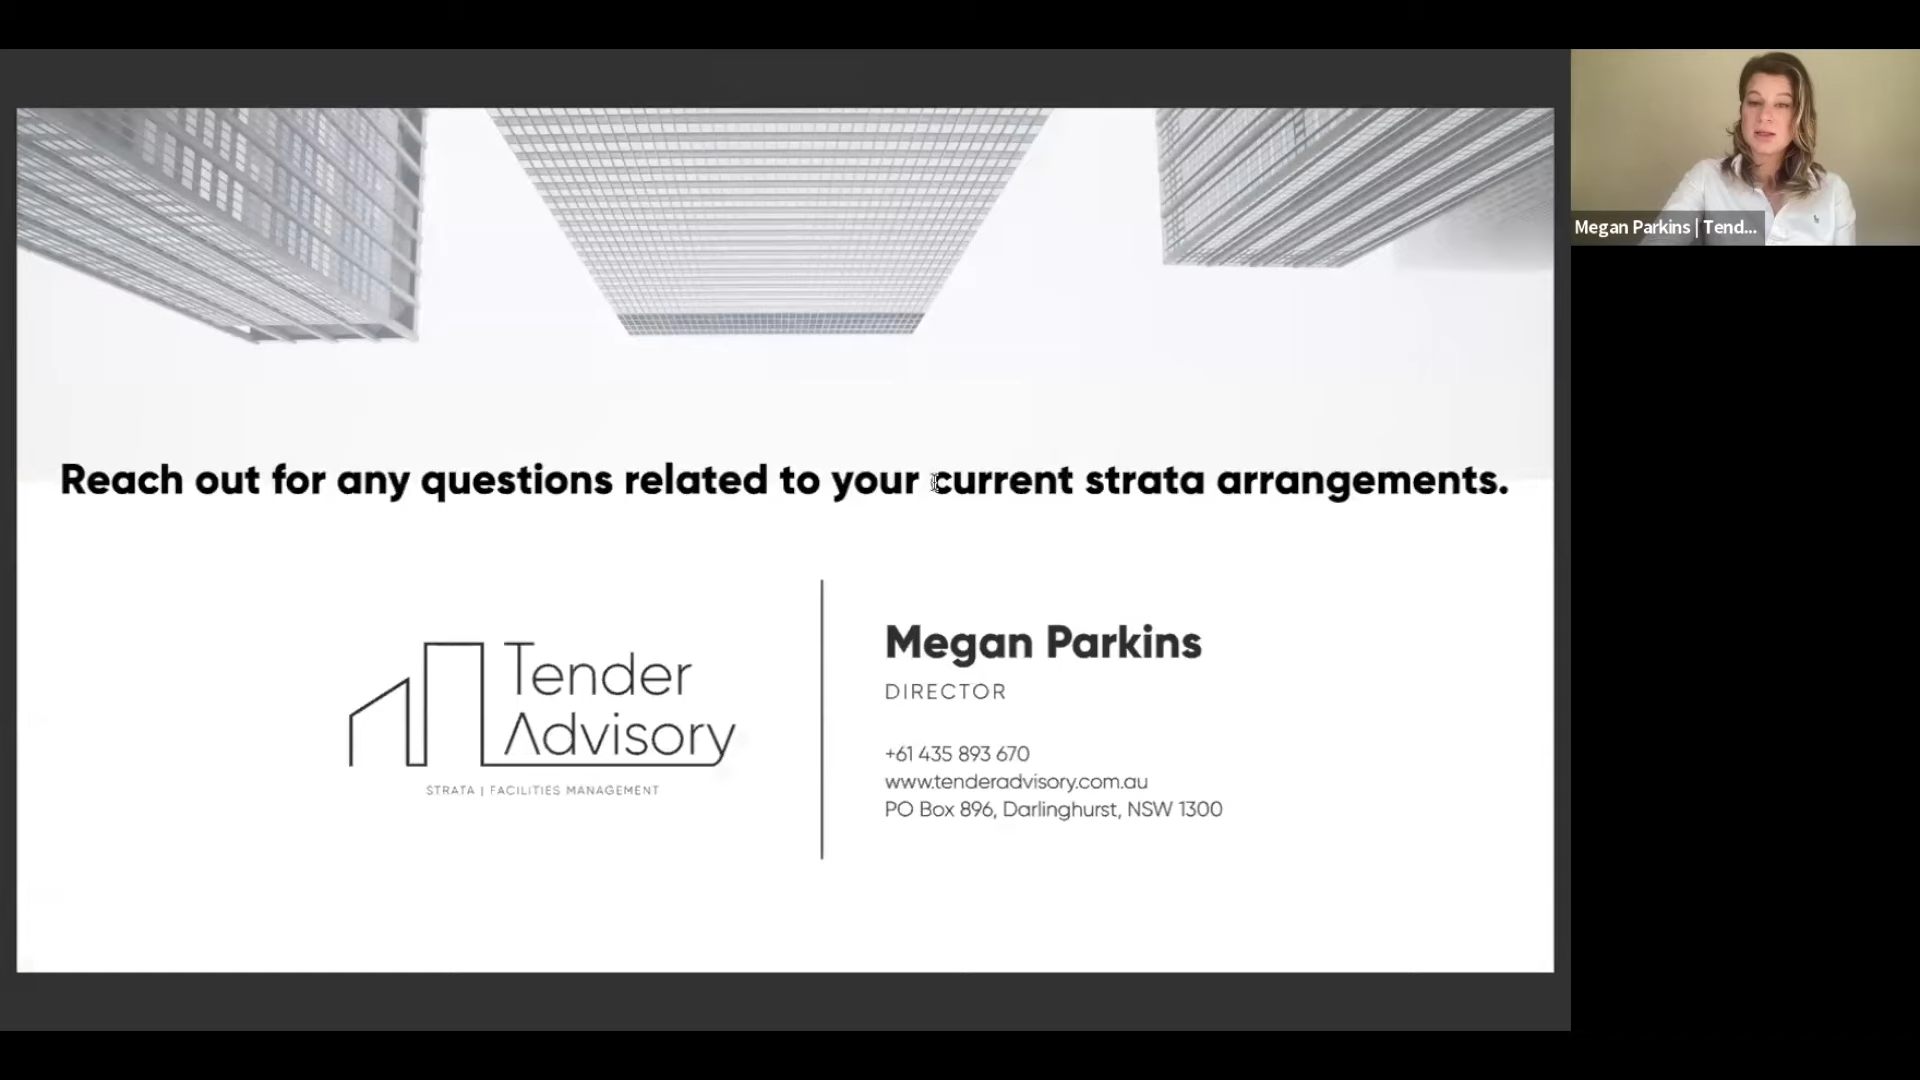 Megan Parkins | Tend...
Reach out for any questions related to your current strata arrangements.
Tender
Advisory
STRATA | FACILITIES MANAGEMENT
Megan Parkins
DIRECTOR
+61 435 893 670
www.tenderadvisory.com.au
PO Box 896, Darlinghurst, NSW 1300